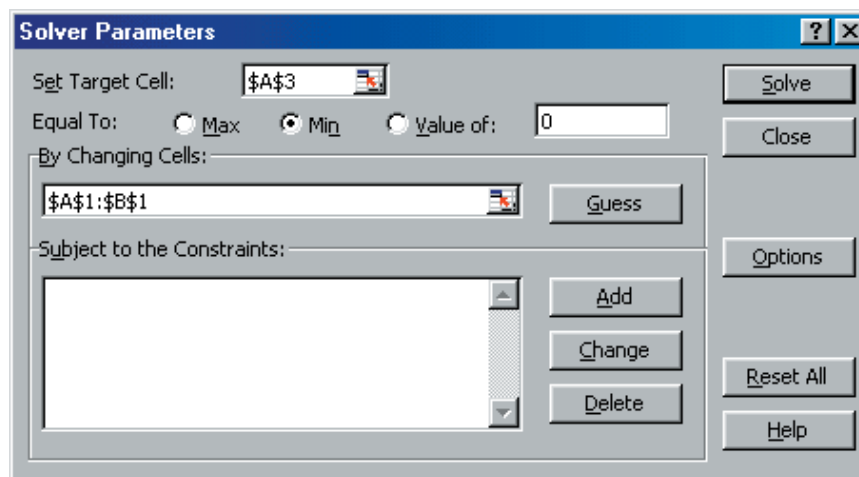 Solver Parameters
? X
Set Target Cell: $A$3
Solve
Equal To: Max Min Value of: 0
Close
By Changing Cells:
$A$1:$B$1
Guess
Subject to the Constraints:
Options
Add
Change
Reset All
Delete
Help